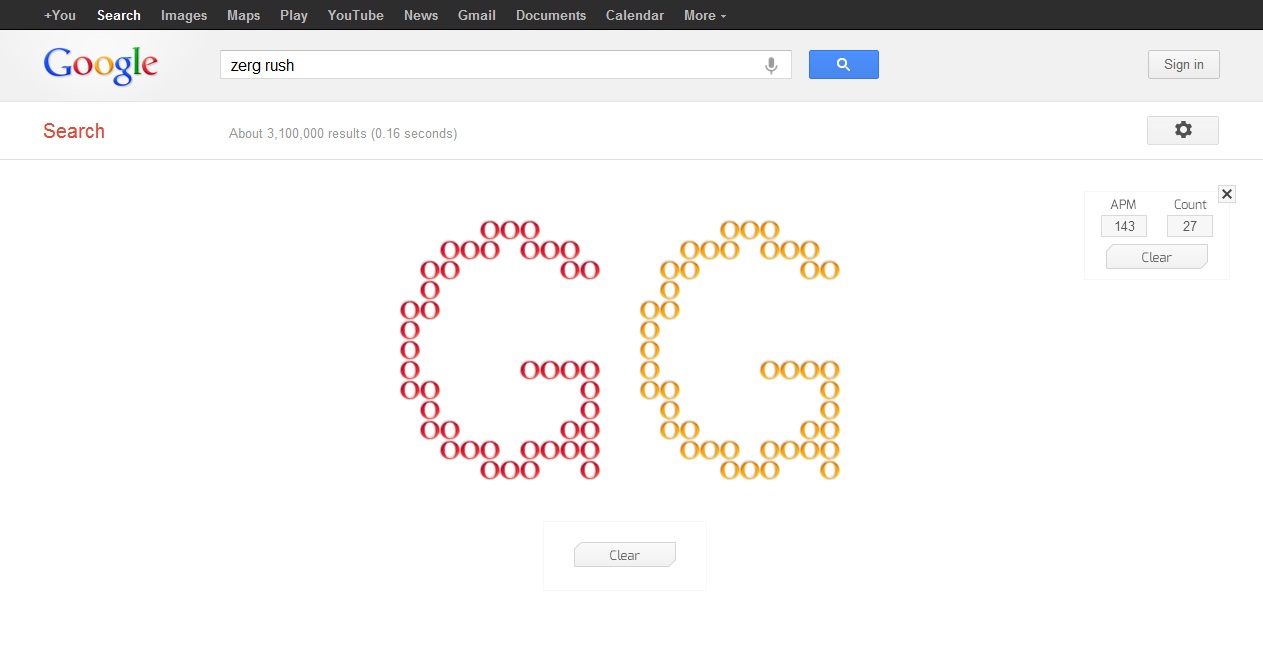 +You Search Images Maps Play YouTube News Gmail Documents Calendar More
Google zerg rush Sign in
Search About 3,100,000 results (0.16 seconds)
APM Count
143 27
Clear
GG
Clear